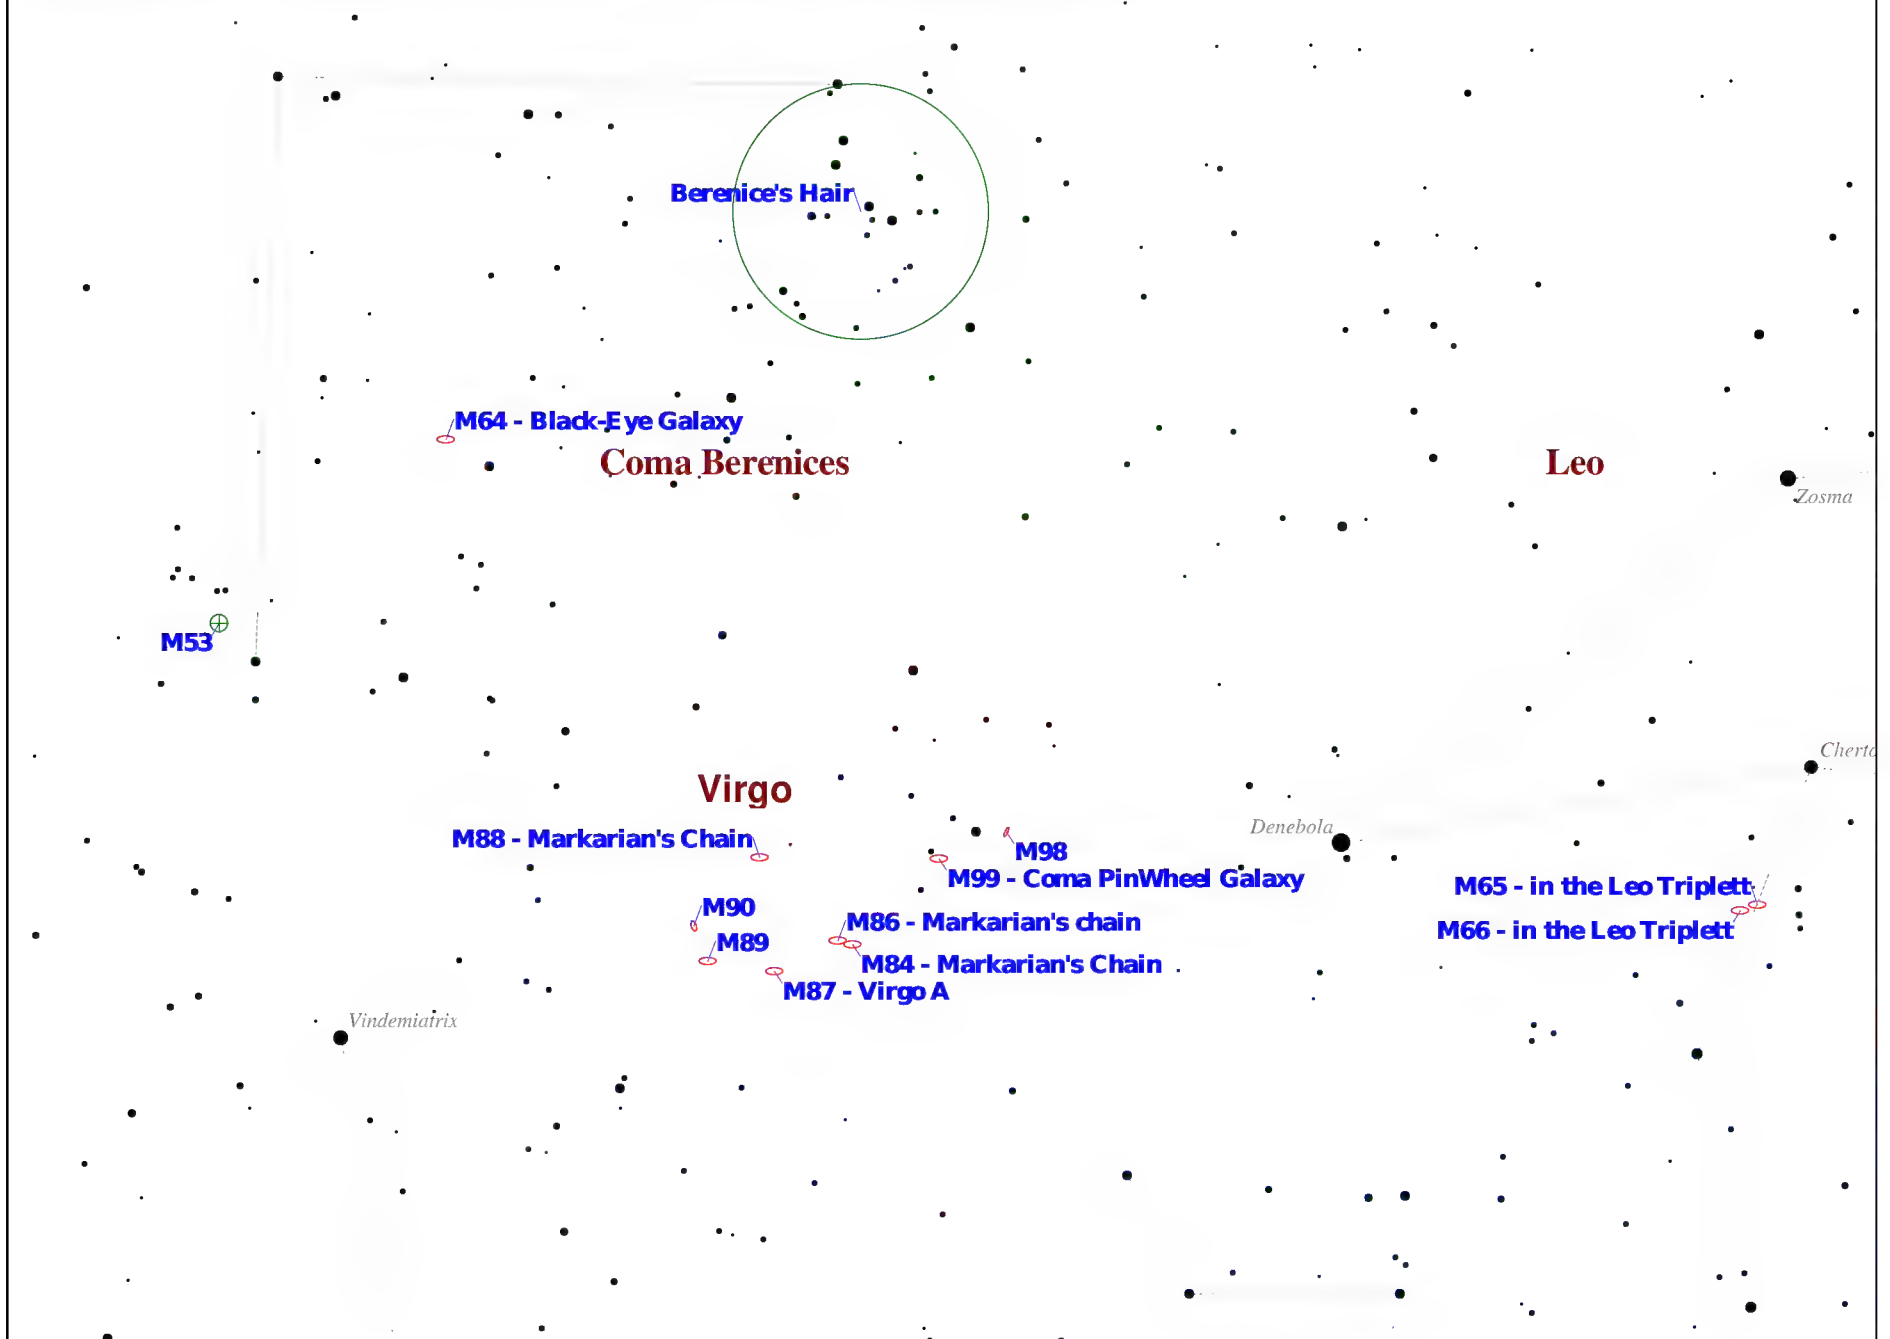 Berenice's Hair
M64 - Black-Eye Galaxy
Coma Berenices
Leo
Zosma
M53
Cherto
Virgo
Denebola
M88 - Markarian's Chain
M98
M99 - Coma PinWheel Galaxy
M65 - in the Leo Triplett
M90
M86 - Markarian's chain
M66 - in the Leo Triplett
M89
M84 - Markarian's Chain
M87 - Virgo A
Vindemiatrix